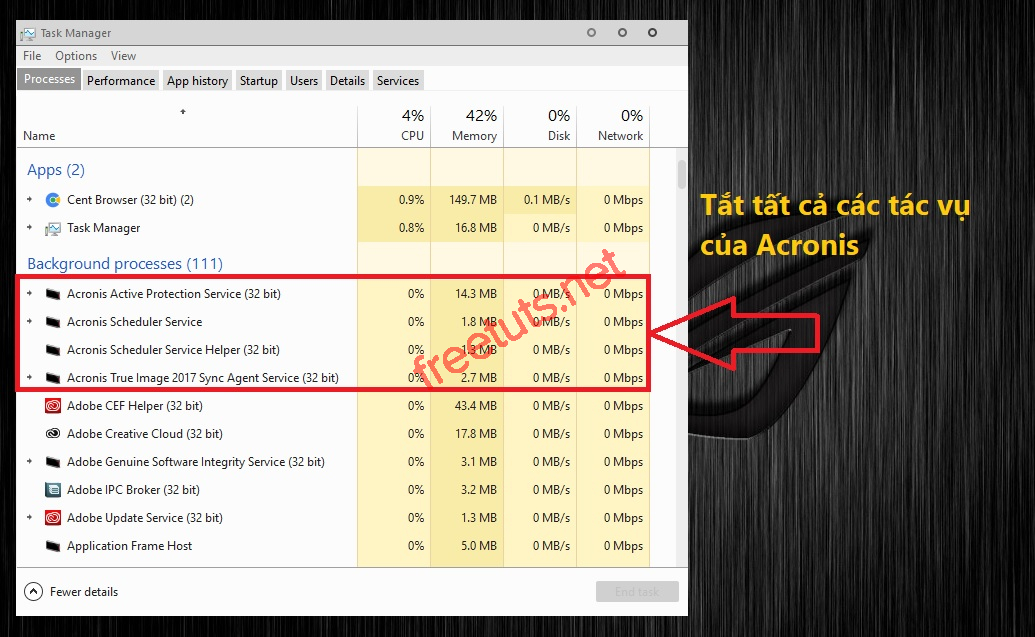 Task Manager
File Options View
Processes Performance App history Startup Users Details Services
4% 42% 0% 0%
Name CPU Memory Disk Network
Apps (2)
Cent Browser (32 bit) (2) 0.9% 149.7 MB 0.1 MB/s 0 Mbps
Task Manager 0.8% 16.8 MB 0 MB/s 0 Mbps
Background processes (111)
Acronis Active Protection Service (32 bit) 0% 14.3 MB 0 MB/s 0 Mbps
Acronis Scheduler Service 0% 1.8 MB 0 MB/s 0 Mbps
Acronis Scheduler Service Helper (32 bit) 0% 1.3 MB 0 MB/s 0 Mbps
Acronis True Image 2017 Sync Agent Service (32 bit) 0% 2.7 MB 0 MB/s 0 Mbps
Adobe CEF Helper (32 bit) 0% 43.4 MB 0 MB/s 0 Mbps
Adobe Creative Cloud (32 bit) 0% 17.8 MB 0 MB/s 0 Mbps
Adobe Genuine Software Integrity Service (32 bit) 0% 3.1 MB 0 MB/s 0 Mbps
Adobe IPC Broker (32 bit) 0% 3.2 MB 0 MB/s 0 Mbps
Adobe Update Service (32 bit) 0% 1.3 MB 0 MB/s 0 Mbps
Application Frame Host 0% 5.0 MB 0 MB/s 0 Mbps
Fewer details End task
Tắt tất cả các tác vụ
của Acronis
freetuts.net